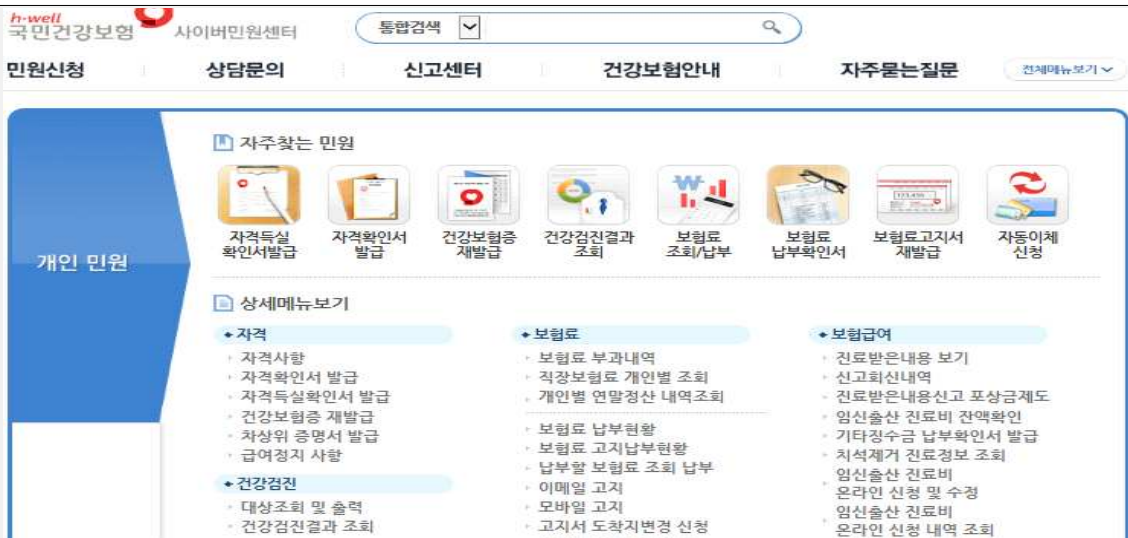 h·well
국민건강보험 사이버민원센터
통합검색
민원신청 상담문의 신고센터 건강보험안내 자주묻는질문 전체메뉴보기
개인 민원
자주찾는 민원
자격득실
확인서발급
자격확인서
발급
건강보험증
재발급
건강검진결과
조회
보험료
조회/납부
보험료
납부확인서
보험료고지서
재발급
자동이체
신청
상세메뉴보기
자격
자격사항
자격확인서 발급
자격득실확인서 발급
건강보험증 재발급
차상위 증명서 발급
급여정지 사항
건강검진
대상조회 및 출력
건강검진결과 조회
보험료
보험료 부과내역
직장보험료 개인별 조회
개인별 연말정산 내역조회
보험료 납부현황
보험료 고지납부현황
납부할 보험료 조회 납부
이메일 고지
모바일 고지
고지서 도착지변경 신청
보험급여
진료받은내용 보기
신고회신내역
진료받은내용신고 포상금제도
임신출산 진료비 잔액확인
기타징수금 납부확인서 발급
치석제거 진료정보 조회
임신출산 진료비
온라인 신청 및 수정
임신출산 진료비
온라인 신청 내역 조회